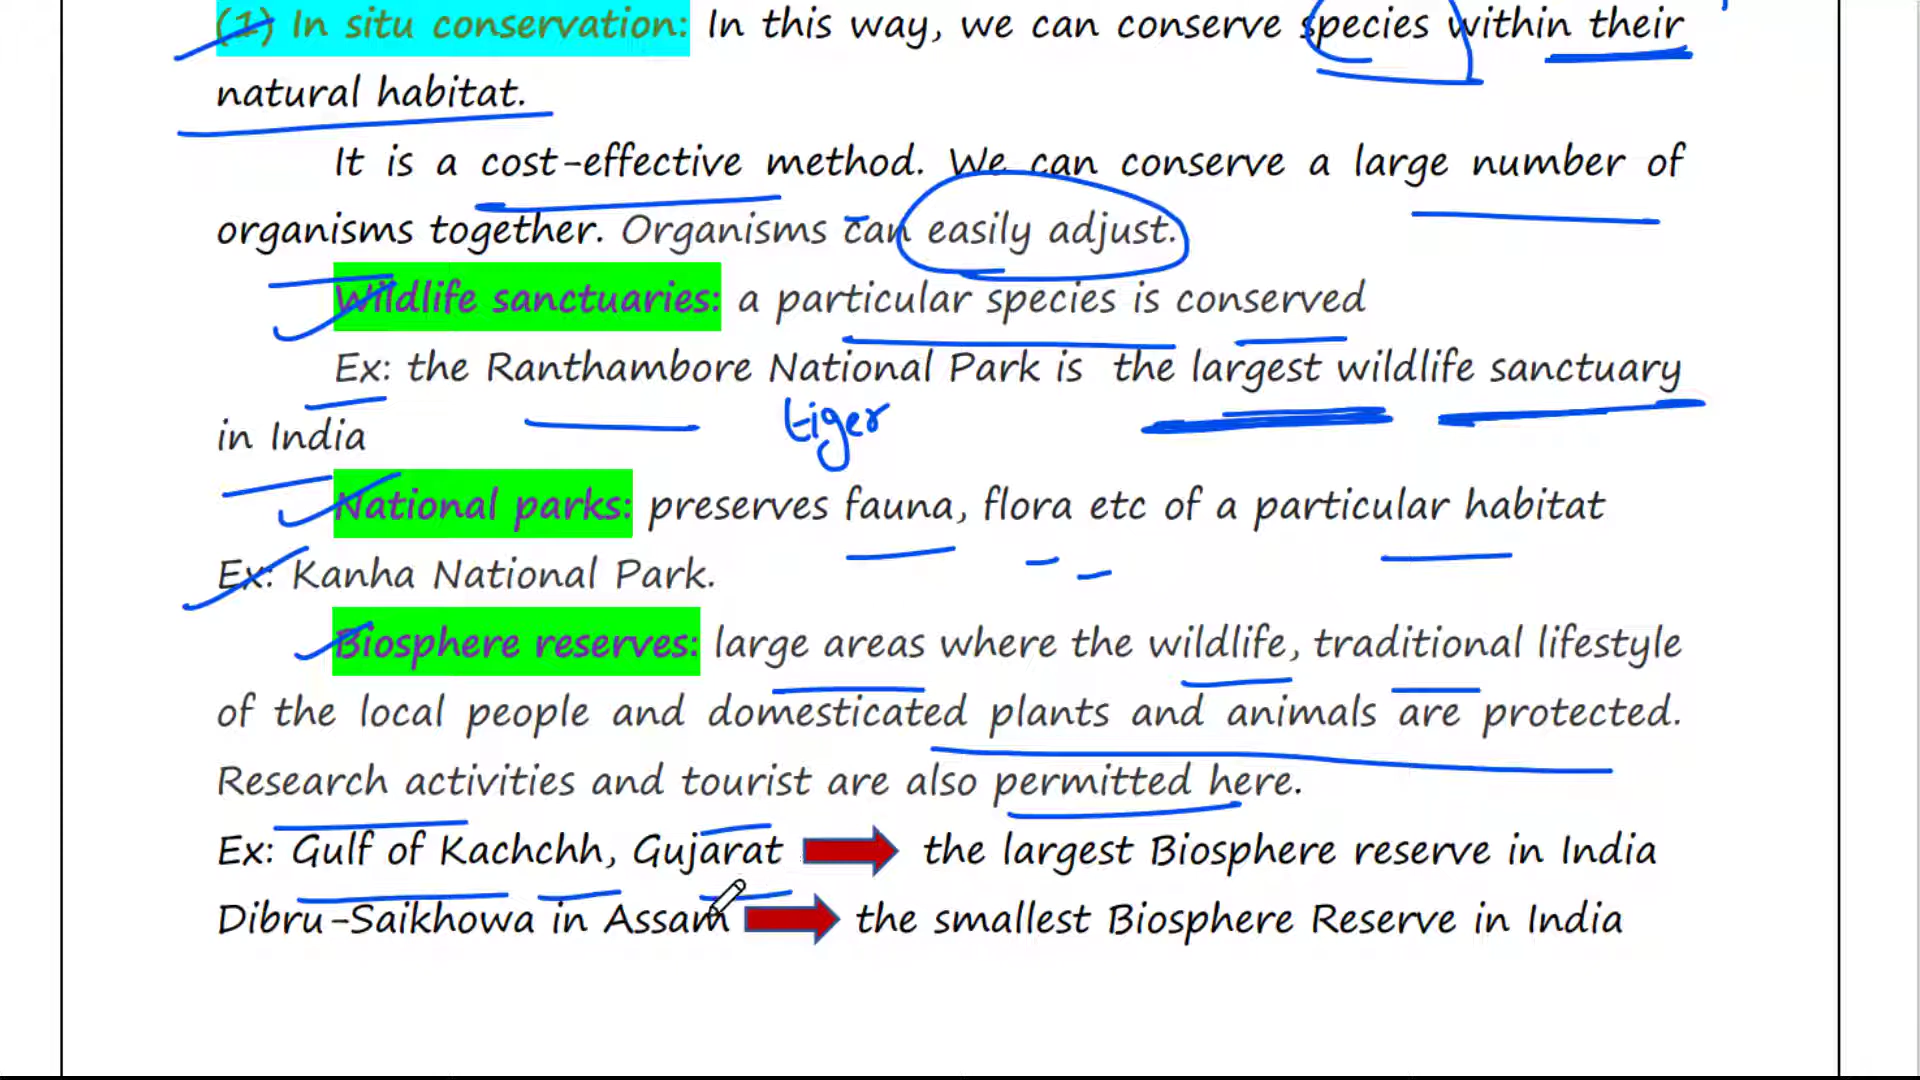 (1) In situ conservation: In this way, we can conserve species within their
natural habitat.
It is a cost-effective method. We can conserve a large number of
organisms together. Organisms can easily adjust.
Wildlife sanctuaries: a particular species is conserved
Ex: the Ranthambore National Park is the largest wildlife sanctuary
tiger
in India
National parks: preserves fauna, flora etc of a particular habitat
Ex: Kanha National Park.
Biosphere reserves: large areas where the wildlife, traditional lifestyle
of the local people and domesticated plants and animals are protected.
Research activities and tourist are also permitted here.
Ex: Gulf of Kachchh, Gujarat the largest Biosphere reserve in India
Dibru-Saikhowa in Assam the smallest Biosphere Reserve in India